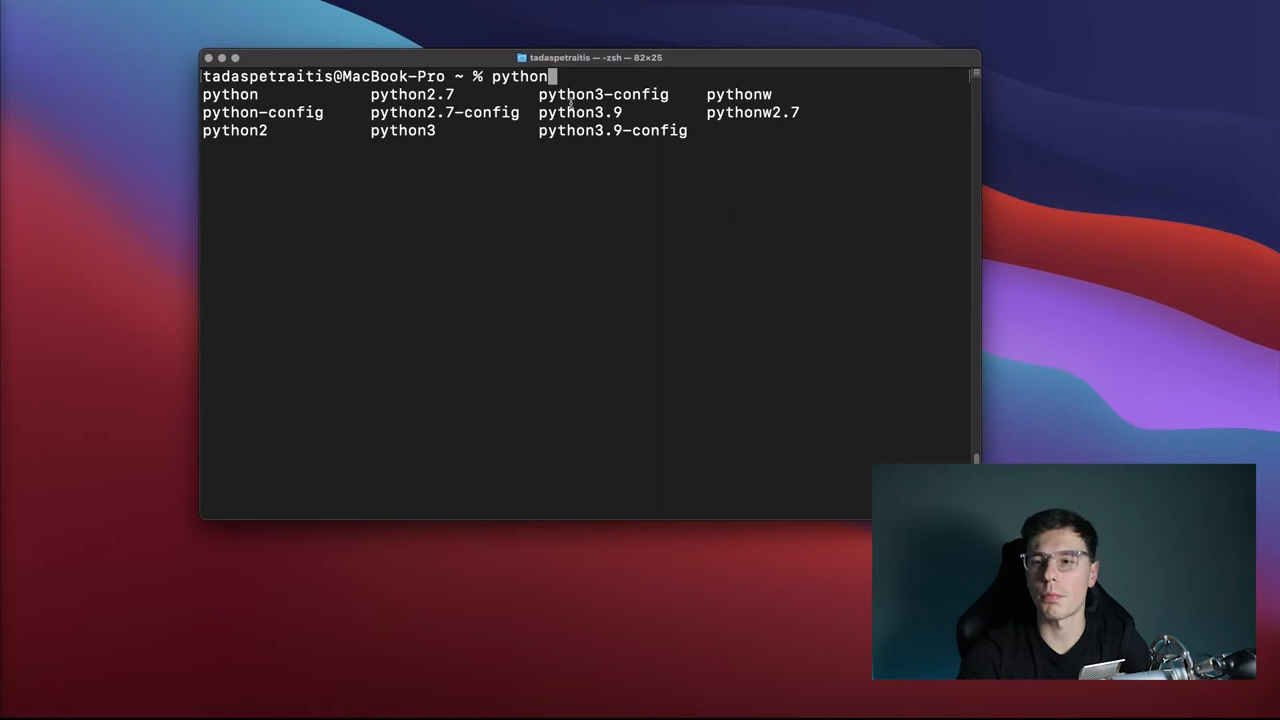 tadaspetraitis — -zsh — 82×25
tadaspetraitis@MacBook-Pro ~ % python
python python2.7 python3-config pythonw
python-config python2.7-config python3.9 pythonw2.7
python2 python3 python3.9-config